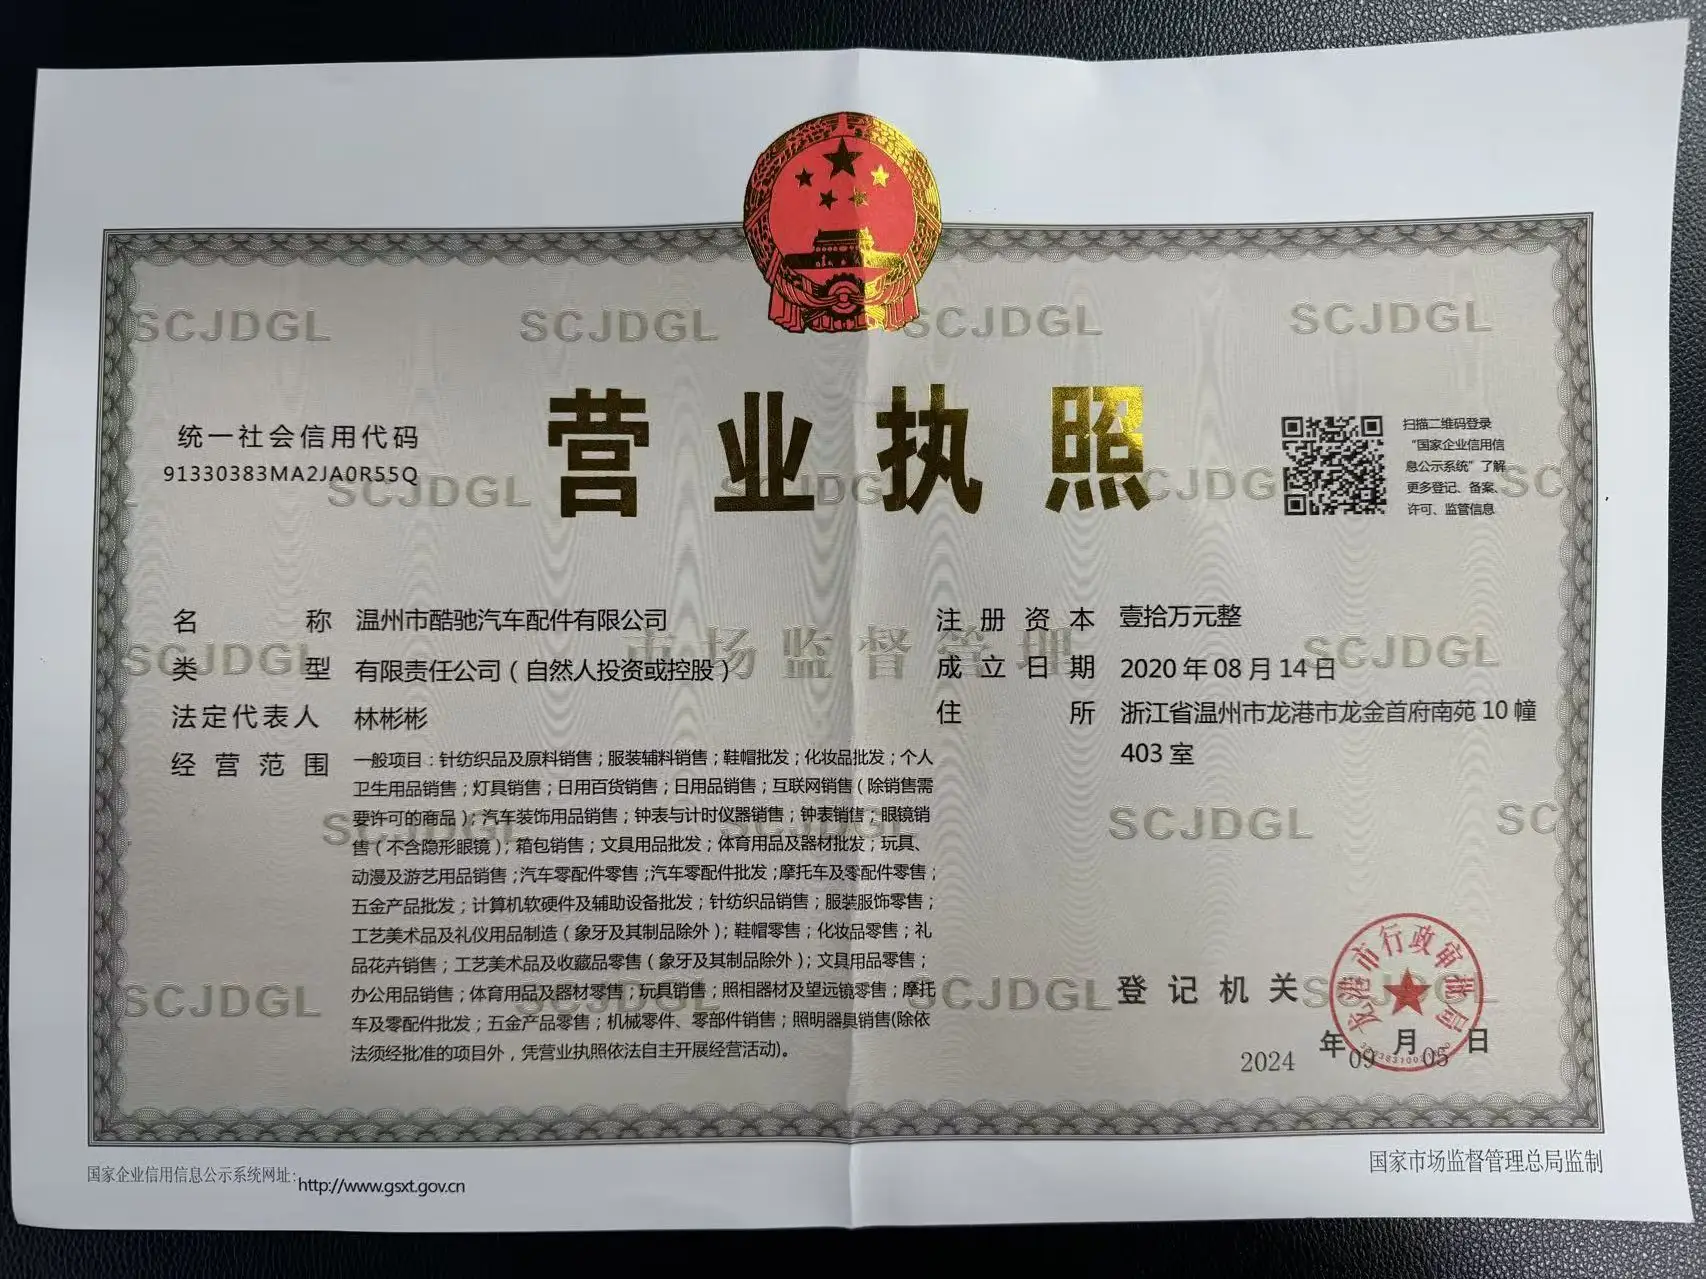 SCJDGL SCJDGL SCJDGL SCJDGL
营业执照
统一社会信用代码
91330383MA2JA0R55Q
扫描二维码登录
“国家企业信用信
息公示系统”了解
更多登记、备案、
许可、监管信息
SCJDGL SCJDG CJDGL SC
名称 温州市酷驰汽车配件有限公司
类型 有限责任公司（自然人投资或控股）
法定代表人 林彬彬
经营范围 一般项目：针纺织品及原料销售；服装辅料销售；鞋帽批发；化妆品批发；个人
卫生用品销售；灯具销售；日用百货销售；日用品销售；互联网销售（除销售需
要许可的商品）；汽车装饰用品销售；钟表与计时仪器销售；钟表销售；眼镜销
售（不含隐形眼镜）；箱包销售；文具用品批发；体育用品及器材批发；玩具、
动漫及游艺用品销售；汽车零配件零售；汽车零配件批发；摩托车及零配件零售；
五金产品批发；计算机软硬件及辅助设备批发；针纺织品销售；服装服饰零售；
工艺美术品及礼仪用品制造（象牙及其制品除外）；鞋帽零售；化妆品零售；礼
品花卉销售；工艺美术品及收藏品零售（象牙及其制品除外）；文具用品零售；
办公用品销售；体育用品及器材零售；玩具销售；照相器材及望远镜零售；摩托
车及零配件批发；五金产品零售；机械零件、零部件销售；照明器具销售(除依
法须经批准的项目外，凭营业执照依法自主开展经营活动)。
注册资本 壹拾万元整
成立日期 2020年08月14日
住所 浙江省温州市龙港市龙金首府南苑10幢
403室
市场监督管理
SCJDGL SCJDGL
SCJDGL SC
SCJDGL CJDGL
登记机关
龙港市行政审批局
2024年09月05日
国家企业信用信息公示系统网址：http://www.gsxt.gov.cn
国家市场监督管理总局监制